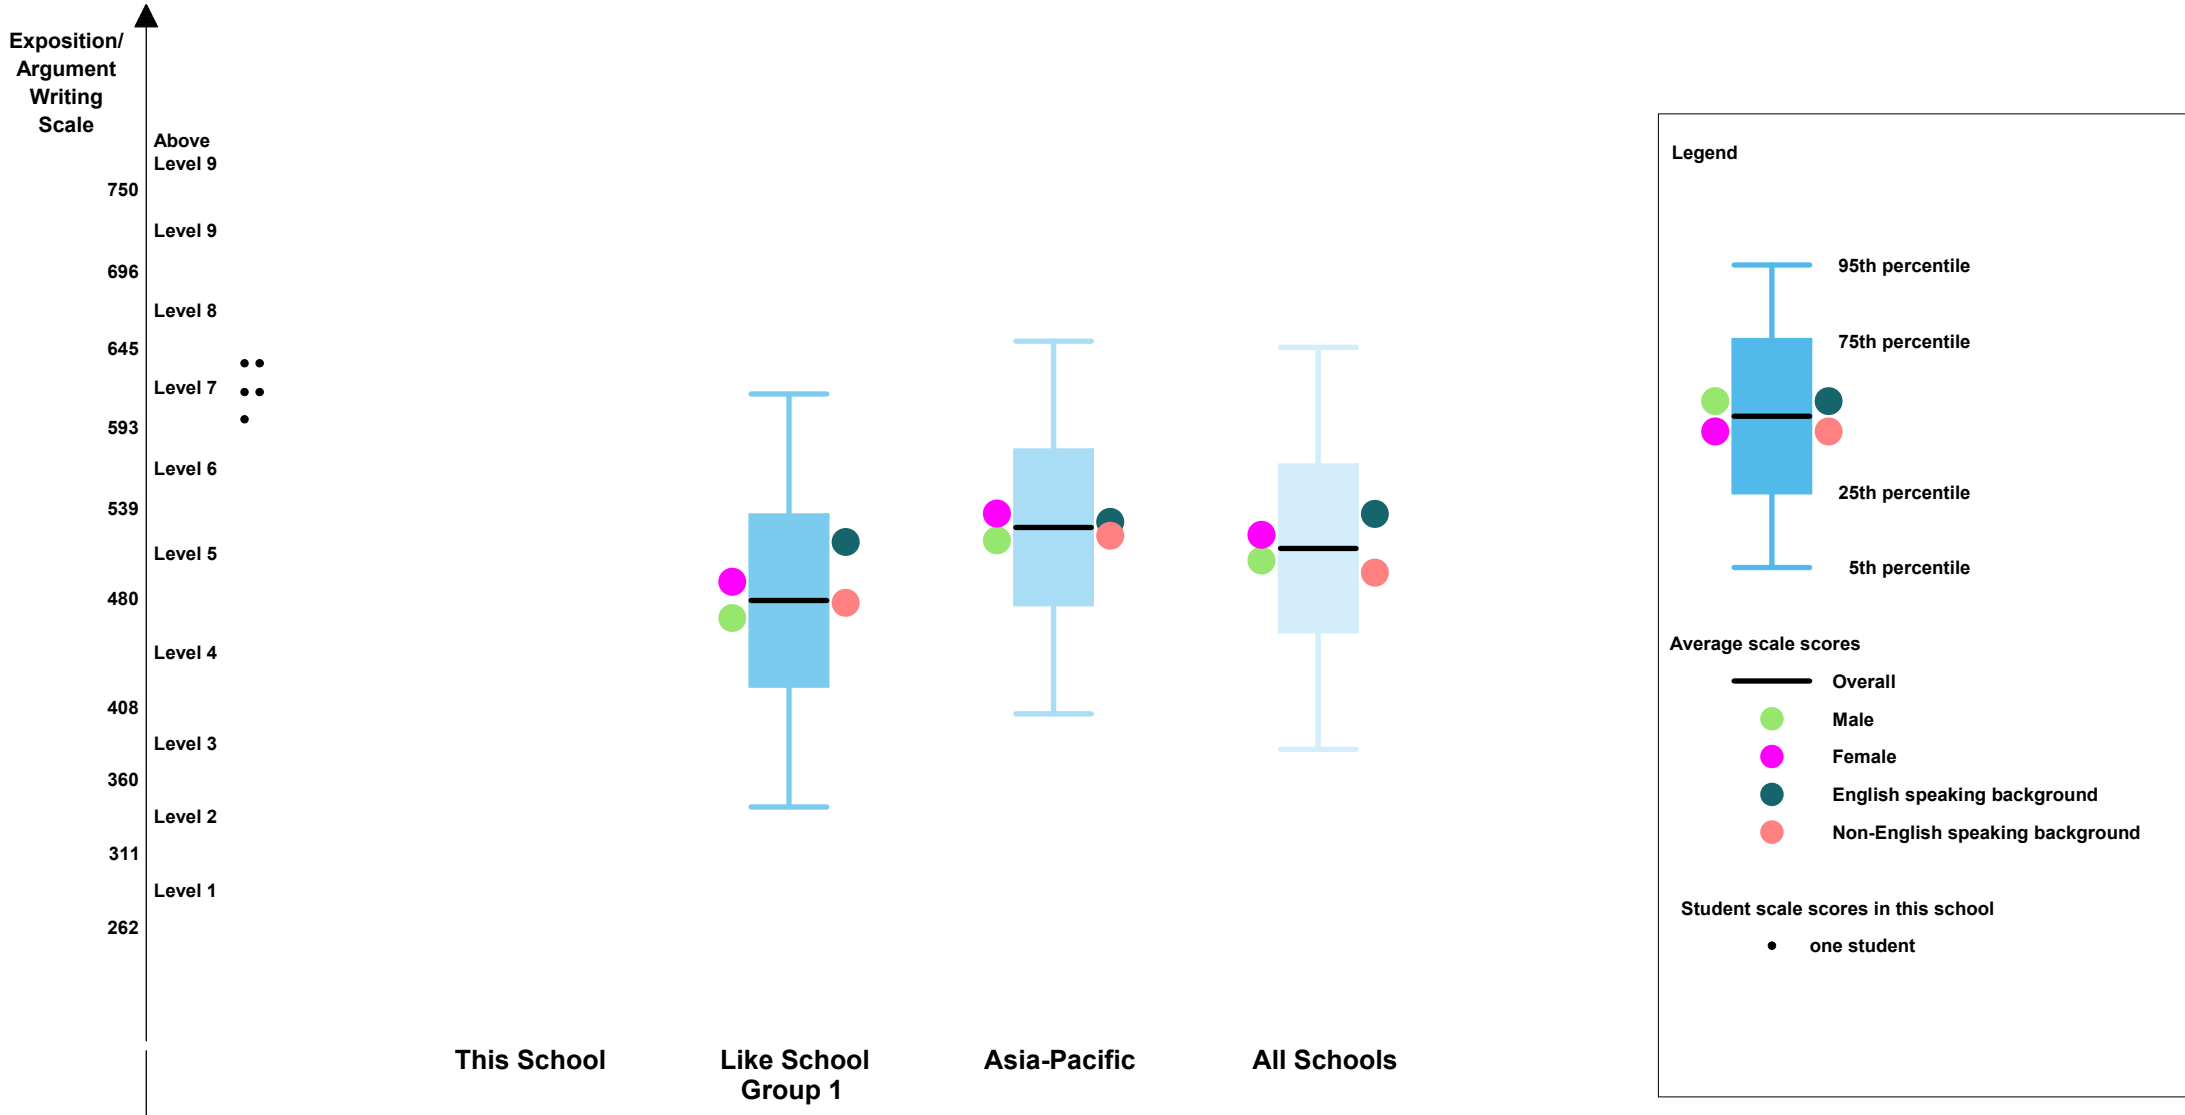 Exposition/
Argument
Writing
Scale
Above
Level 9
750
Level 9
696
Level 8
645
Level 7
593
Level 6
539
Level 5
480
Level 4
408
Level 3
360
Level 2
311
Level 1
262
This School
Like School
Group 1
Asia-Pacific
All Schools
Legend
95th percentile
75th percentile
25th percentile
5th percentile
Average scale scores
Overall
Male
Female
English speaking background
Non-English speaking background
Student scale scores in this school
one student